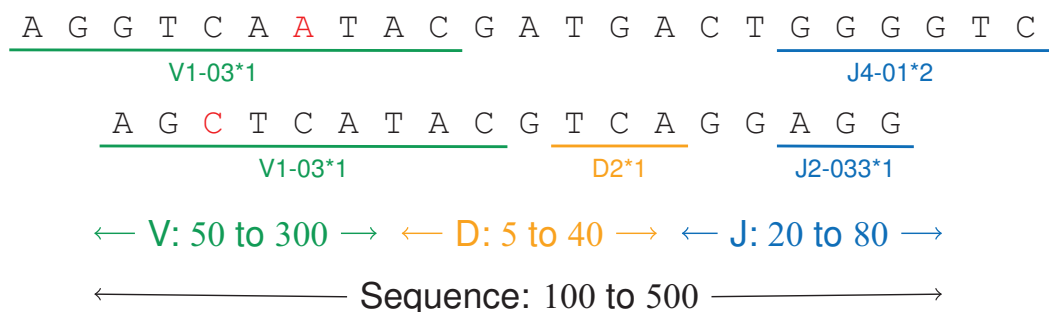 A G G T C A A T A C G A T G A C T G G G G T C
V1-03*1 J4-01*2
A G C T C A T A C G T C A G G A G G
V1-03*1 D2*1 J2-033*1
← V: 50 to 300 → ← D: 5 to 40 → ← J: 20 to 80 →
← Sequence: 100 to 500 →